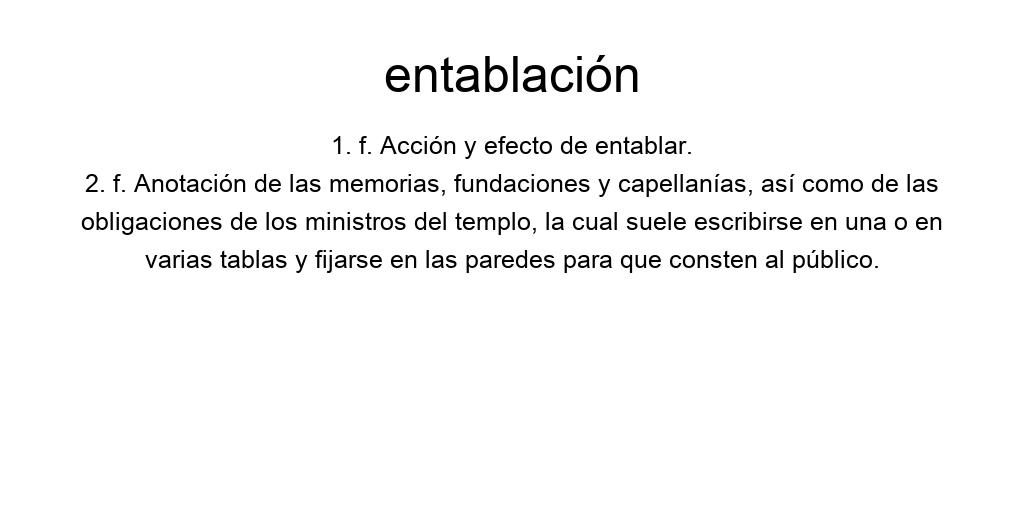 entablación
1. f. Acción y efecto de entablar.
2. f. Anotación de las memorias, fundaciones y capellanías, así como de las
obligaciones de los ministros del templo, la cual suele escribirse en una o en
varias tablas y fijarse en las paredes para que consten al público.